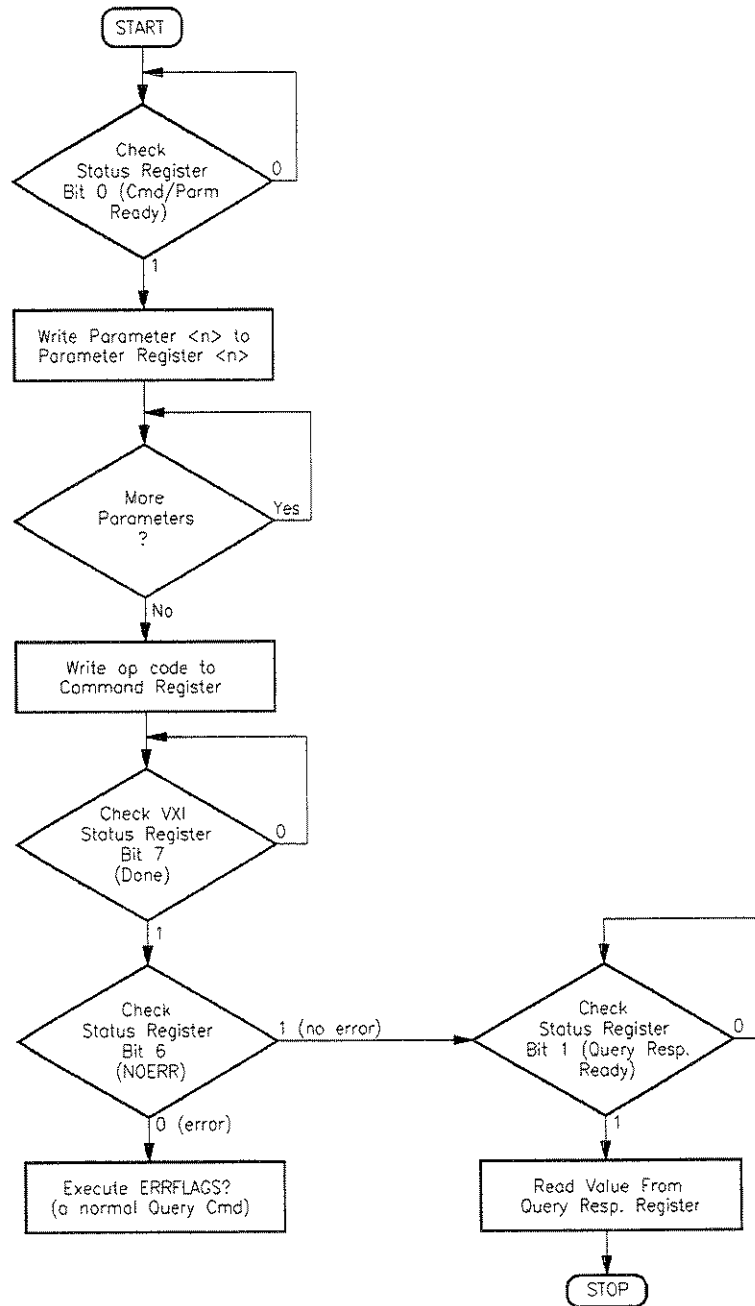 START
Check
Status Register
Bit 0 (Cmd/Parm
Ready)
0
1
Write Parameter <n> to
Parameter Register <n>
More
Parameters
?
Yes
No
Write op code to
Command Register
Check VXI
Status Register
Bit 7
(Done)
0
1
Check
Status Register
Bit 6
(NOERR)
1 (no error)
0 (error)
Execute ERRFLAGS?
(a normal Query Cmd)
Check
Status Register
Bit 1 (Query Resp.
Ready)
0
1
Read Value From
Query Resp. Register
STOP